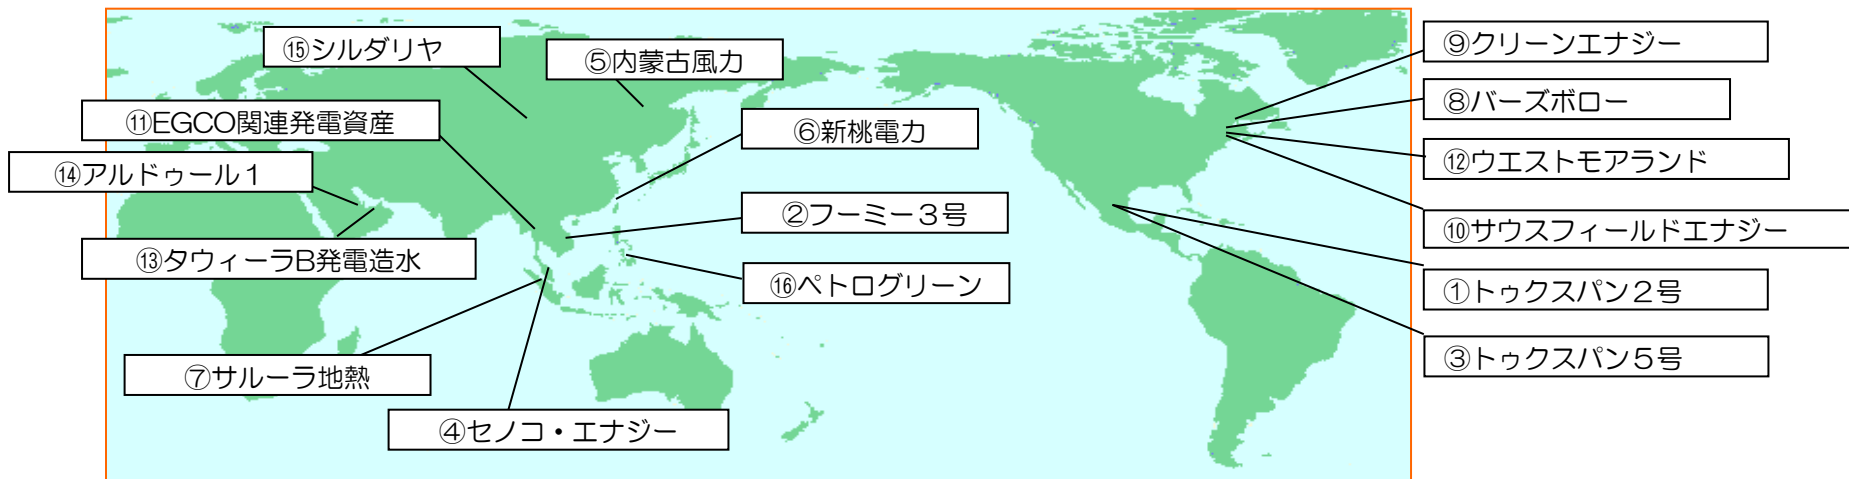 ⑮シルダリヤ
⑤内蒙古風力
⑨クリーンエナジー
⑧バーズボロー
⑪EGCO関連発電資産
⑥新桃電力
⑫ウエストモアランド
⑭アルドゥール１
②フーミー３号
⑩サウスフィールドエナジー
⑬タウィーラB発電造水
⑯ペトログリーン
①トゥクスパン２号
③トゥクスパン５号
⑦サルーラ地熱
④セノコ・エナジー